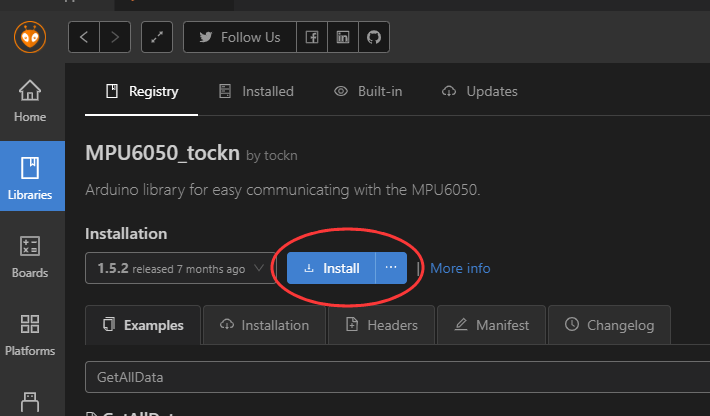 Follow Us
Registry Installed Built-in Updates
Home
MPU6050_tockn by tockn
Libraries
Arduino library for easy communicating with the MPU6050.
Installation
1.5.2 released 7 months ago Install ... | More info
Boards
Examples Installation Headers Manifest Changelog
Platforms
GetAllData